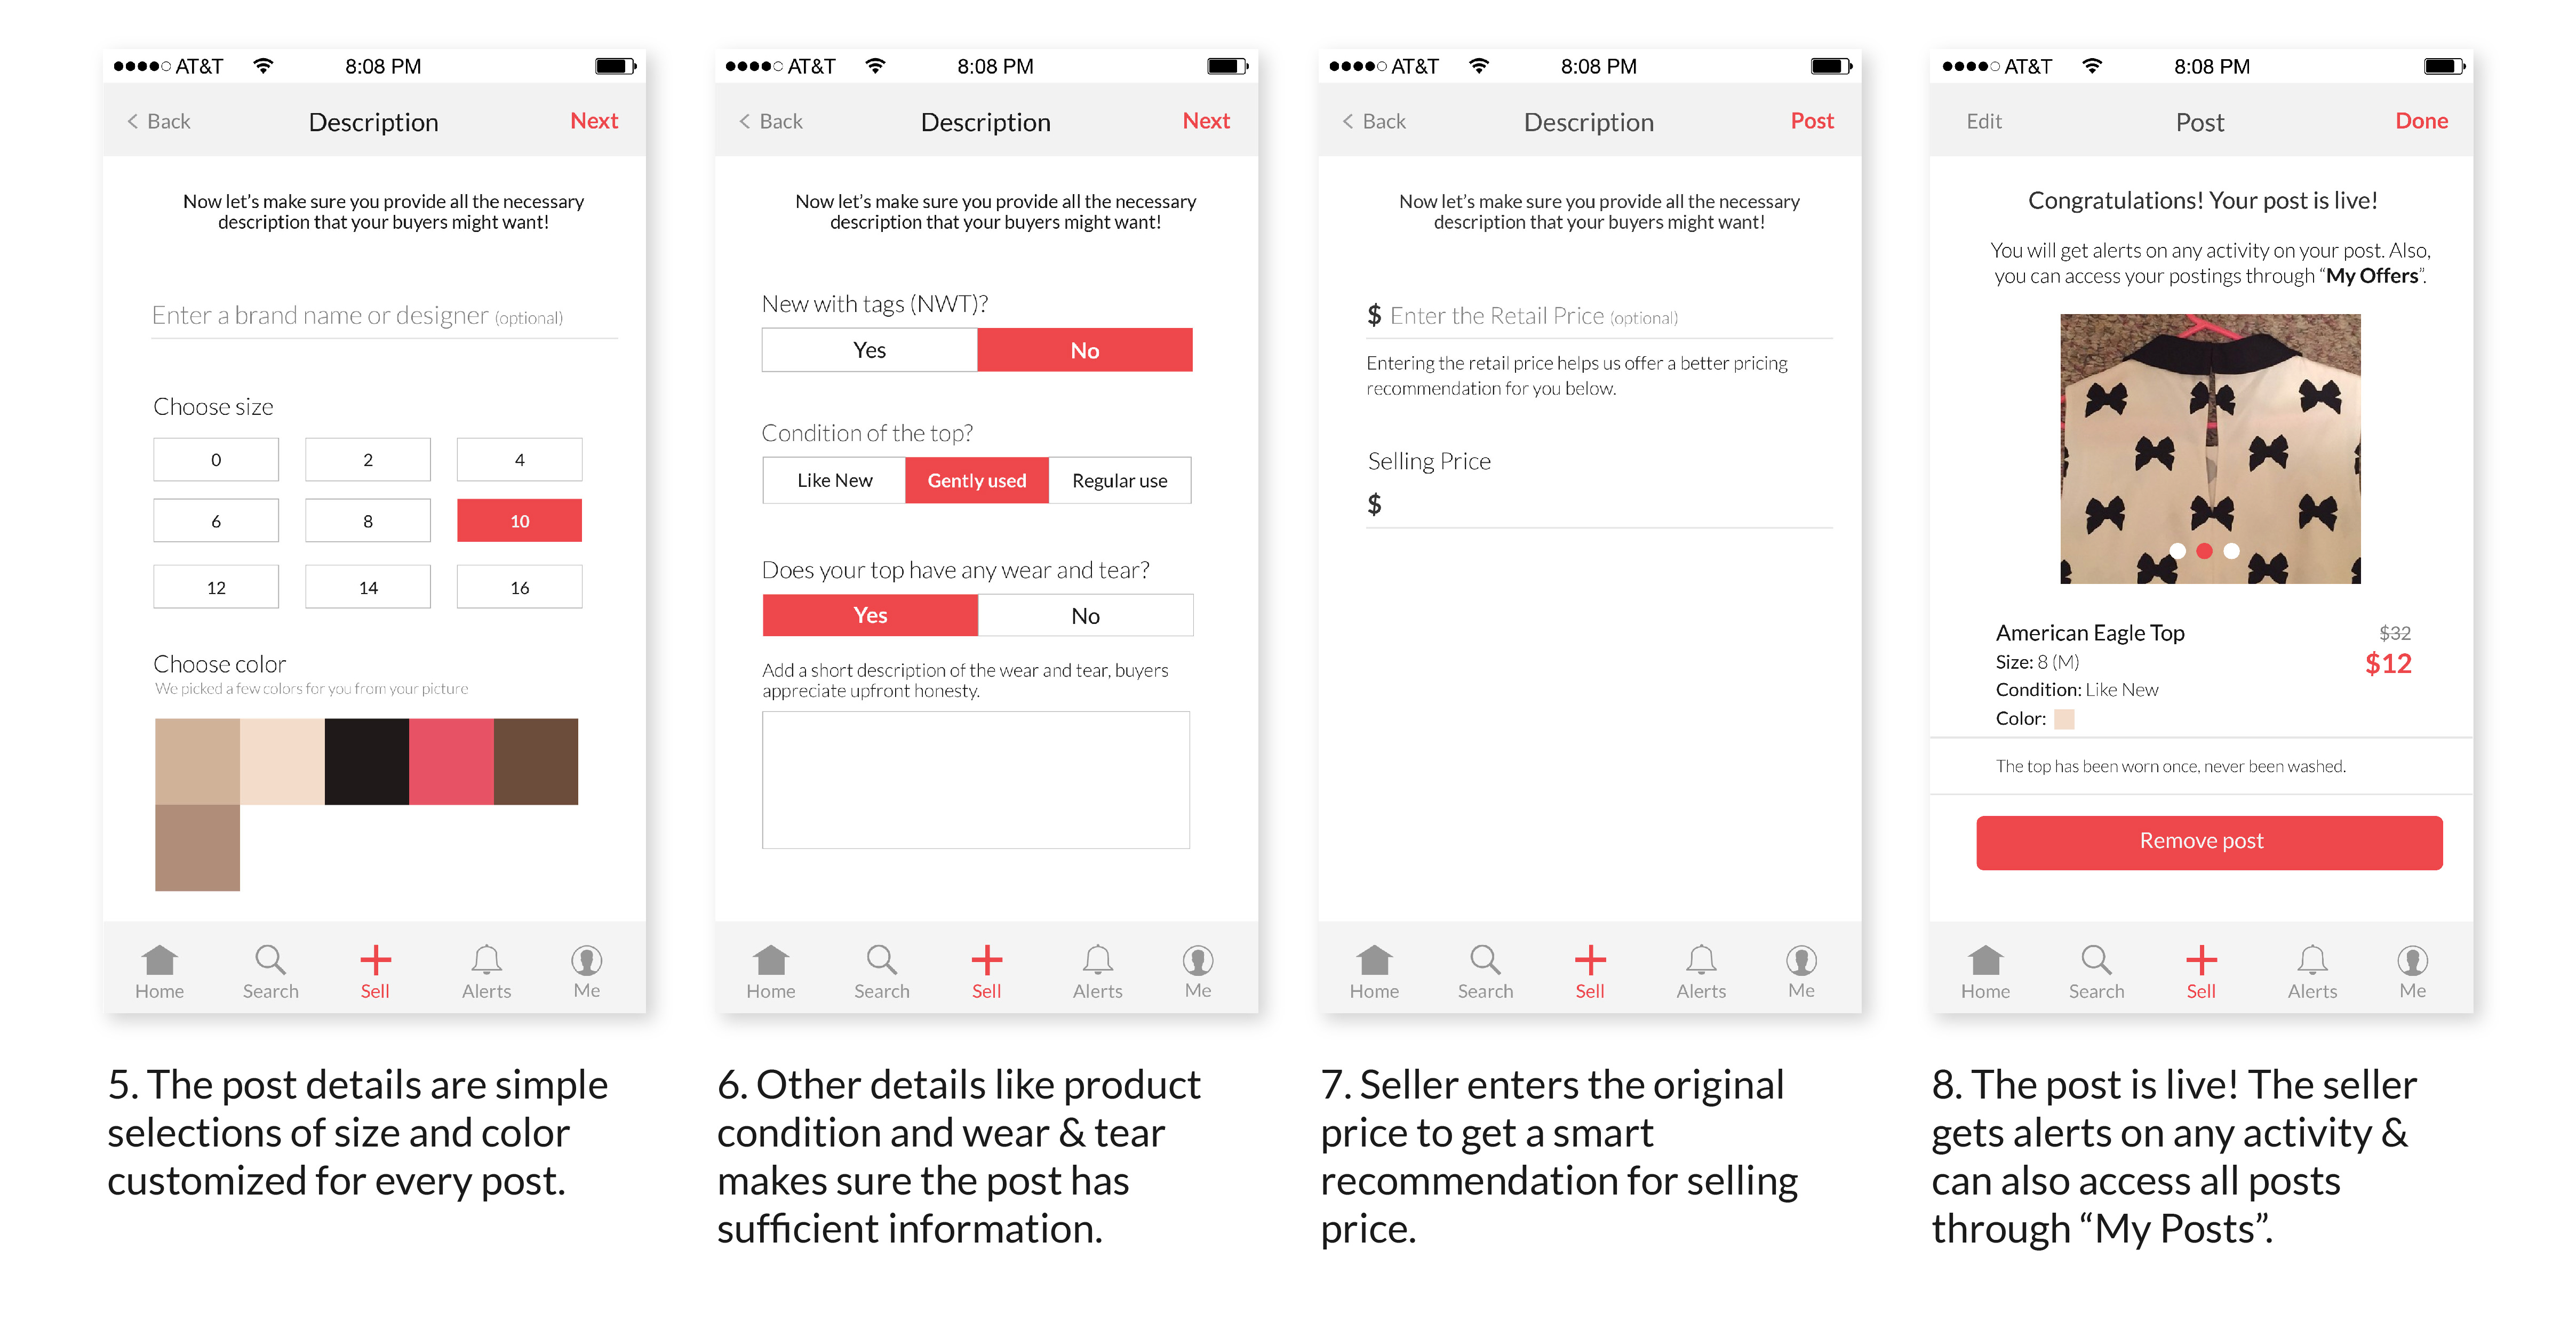 AT&T 8:08 PM
< Back Description Next
Now let's make sure you provide all the necessary
description that your buyers might want!
Enter a brand name or designer (optional)
Choose size
0 2 4
6 8 10
12 14 16
Choose color
We picked a few colors for you from your picture
Home Search Sell Alerts Me
5. The post details are simple
selections of size and color
customized for every post.
AT&T 8:08 PM
< Back Description Next
Now let's make sure you provide all the necessary
description that your buyers might want!
New with tags (NWT)?
Yes No
Condition of the top?
Like New Gently used Regular use
Does your top have any wear and tear?
Yes No
Add a short description of the wear and tear, buyers
appreciate upfront honesty.
Home Search Sell Alerts Me
6. Other details like product
condition and wear & tear
makes sure the post has
sufficient information.
AT&T 8:08 PM
< Back Description Post
Now let's make sure you provide all the necessary
description that your buyers might want!
$ Enter the Retail Price (optional)
Entering the retail price helps us offer a better pricing
recommendation for you below.
Selling Price
$
Home Search Sell Alerts Me
7. Seller enters the original
price to get a smart
recommendation for selling
price.
AT&T 8:08 PM
Edit Post Done
Congratulations! Your post is live!
You will get alerts on any activity on your post. Also,
you can access your postings through “My Offers”.
American Eagle Top $32
Size: 8 (M) $12
Condition: Like New
Color:
The top has been worn once, never been washed.
Remove post
Home Search Sell Alerts Me
8. The post is live! The seller
gets alerts on any activity &
can also access all posts
through “My Posts”.